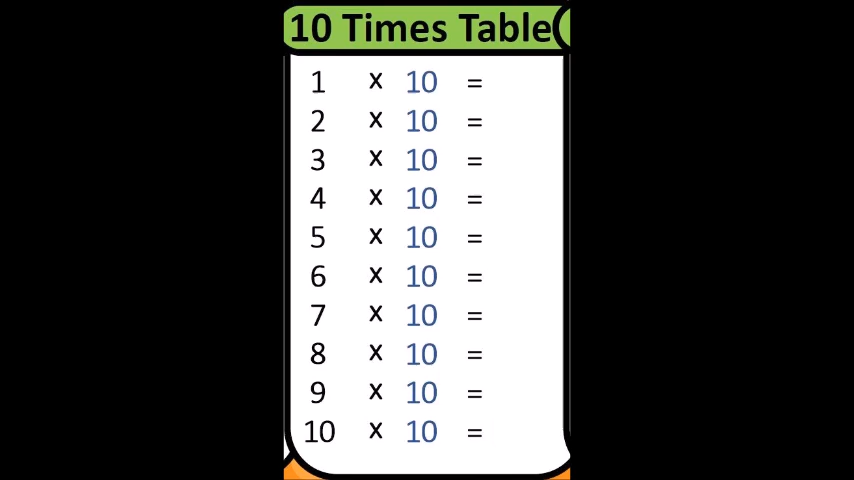 10 Times Table
1 x 10 =
2 x 10 =
3 x 10 =
4 x 10 =
5 x 10 =
6 x 10 =
7 x 10 =
8 x 10 =
9 x 10 =
10 x 10 =